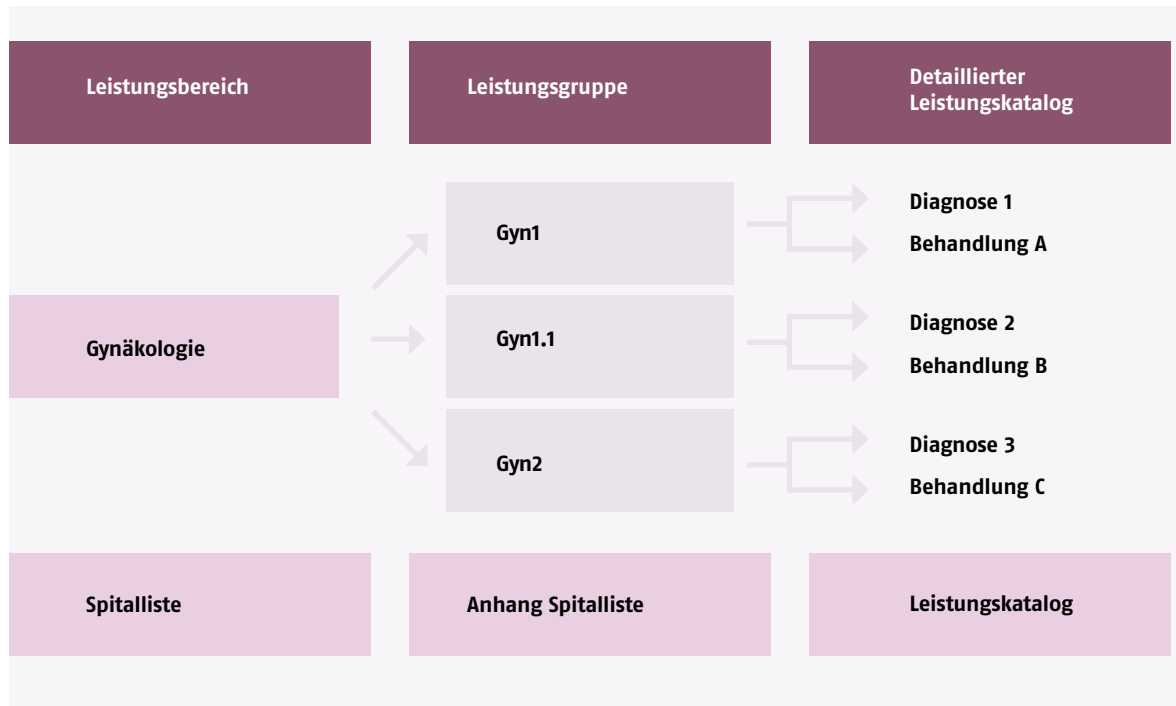 Leistungsbereich
Leistungsgruppe
Detaillierter
Leistungskatalog
Gynäkologie
Gyn1
Gyn1.1
Gyn2
Diagnose 1
Behandlung A
Diagnose 2
Behandlung B
Diagnose 3
Behandlung C
Spitalliste
Anhang Spitalliste
Leistungskatalog